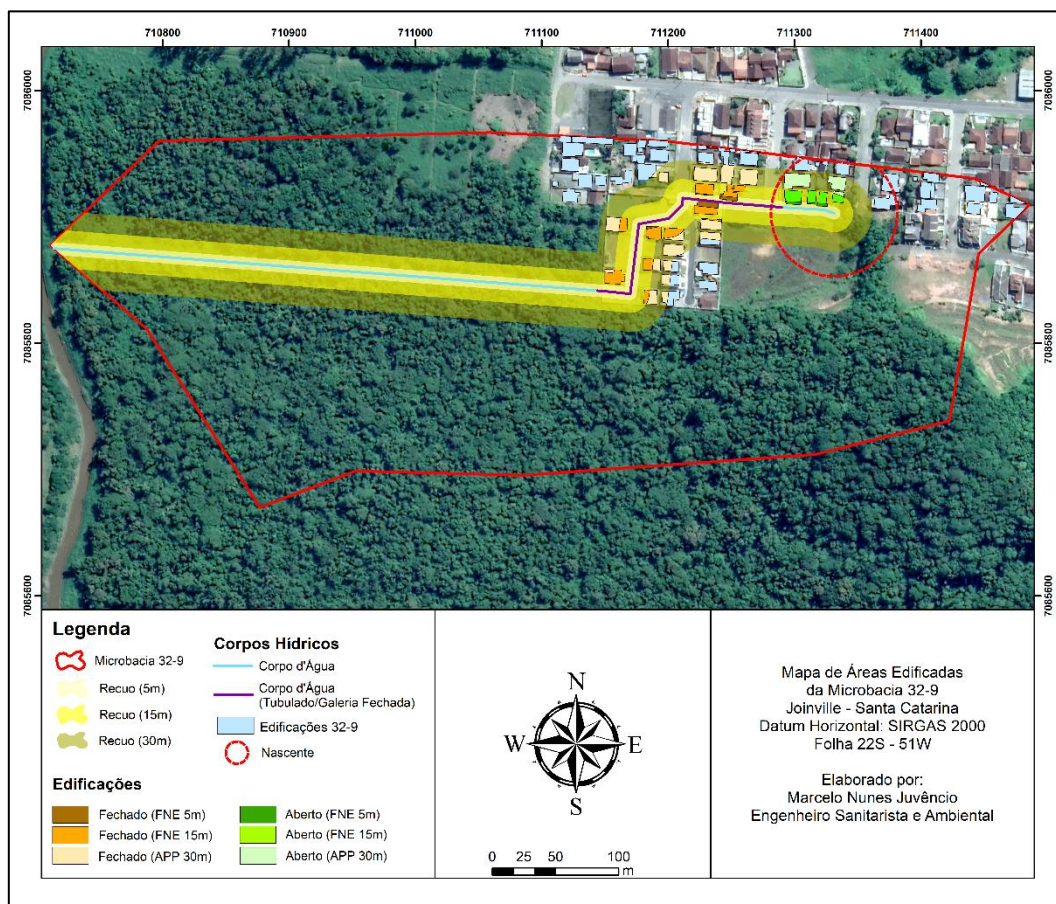 710800 710900 711000 711100 711200 711300 711400
7086000
7085800
7085600
Legenda
Microbacia 32-9
Recuo (5m)
Recuo (15m)
Recuo (30m)
Corpos Hídricos
Corpo d'Água
Corpo d'Água
(Tubulado/Galeria Fechada)
Edificações 32-9
Nascente
Edificações
Fechado (FNE 5m)
Fechado (FNE 15m)
Fechado (APP 30m)
Aberto (FNE 5m)
Aberto (FNE 15m)
Aberto (APP 30m)
N
W E
S
0 25 50 100
m
Mapa de Áreas Edificadas
da Microbacia 32-9
Joinville - Santa Catarina
Datum Horizontal: SIRGAS 2000
Folha 22S - 51W
Elaborado por:
Marcelo Nunes Juvêncio
Engenheiro Sanitarista e Ambiental